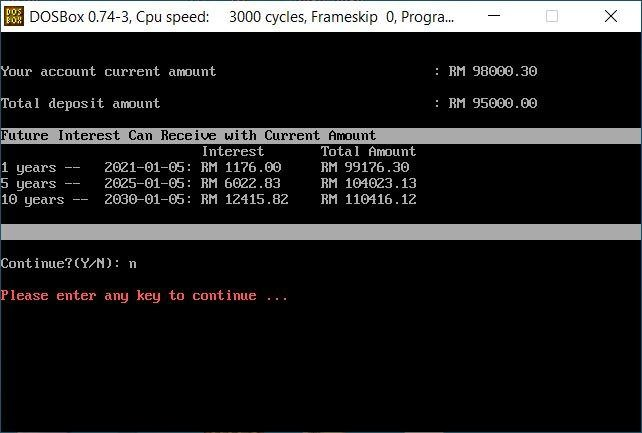 DOS
BOX
DOSBox 0.74-3, Cpu speed: 3000 cycles, Frameskip 0, Progra...
Your account current amount : RM 98000.30
Total deposit amount : RM 95000.00
Future Interest Can Receive with Current Amount
Interest Total Amount
1 years -- 2021-01-05: RM 1176.00 RM 99176.30
5 years -- 2025-01-05: RM 6022.83 RM 104023.13
10 years -- 2030-01-05: RM 12415.82 RM 110416.12
Continue?(Y/N): n
Please enter any key to continue ...